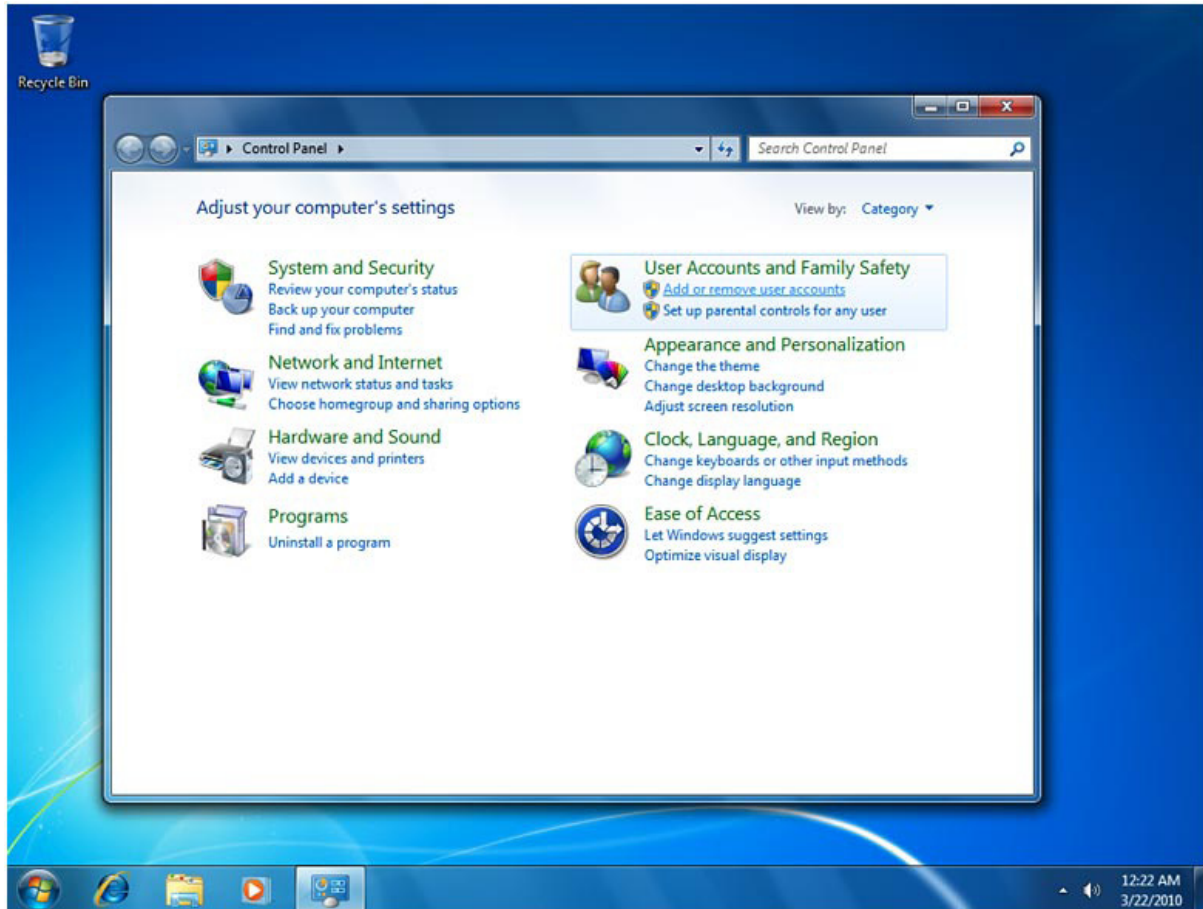 Recycle Bin
Control Panel
Search Control Panel
Adjust your computer's settings
View by: Category
System and Security
Review your computer's status
Back up your computer
Find and fix problems
Network and Internet
View network status and tasks
Choose homegroup and sharing options
Hardware and Sound
View devices and printers
Add a device
Programs
Uninstall a program
User Accounts and Family Safety
Add or remove user accounts
Set up parental controls for any user
Appearance and Personalization
Change the theme
Change desktop background
Adjust screen resolution
Clock, Language, and Region
Change keyboards or other input methods
Change display language
Ease of Access
Let Windows suggest settings
Optimize visual display
12:22 AM
3/22/2010